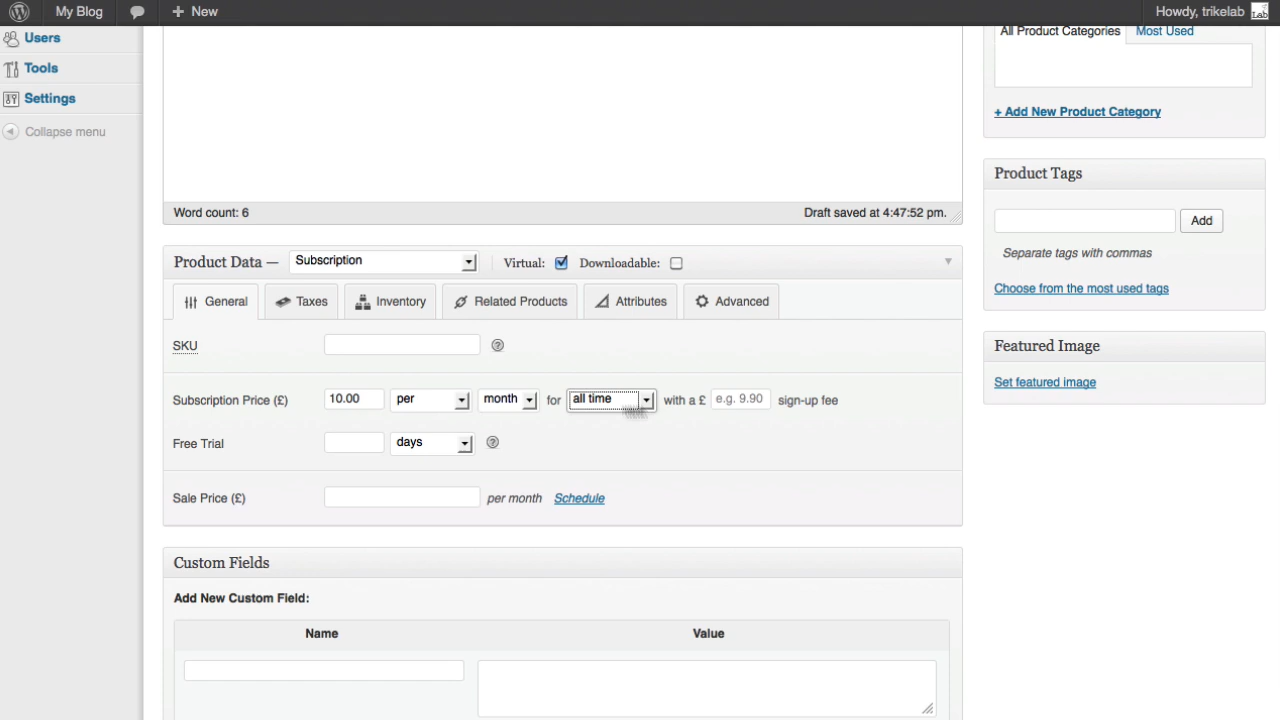 My Blog
New
Howdy, trikelab
Lab
Users
Tools
Settings
Collapse menu
Word count: 6
Draft saved at 4:47:52 pm.
Product Data — Subscription Virtual: Downloadable:
General Taxes Inventory Related Products Attributes Advanced
SKU
Subscription Price (£) 10.00 per month for all time with a £ e.g. 9.90 sign-up fee
Free Trial days
Sale Price (£) per month Schedule
Custom Fields
Add New Custom Field:
Name Value
All Product Categories Most Used
+ Add New Product Category
Product Tags
Add
Separate tags with commas
Choose from the most used tags
Featured Image
Set featured image